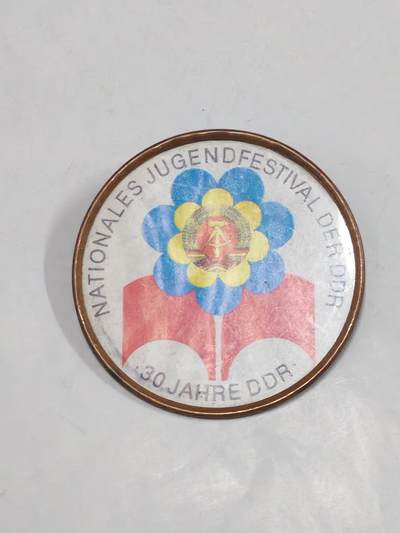 NATIONALES JUGENDFESTIVAL DER DDR
·30 JAHRE DDR·